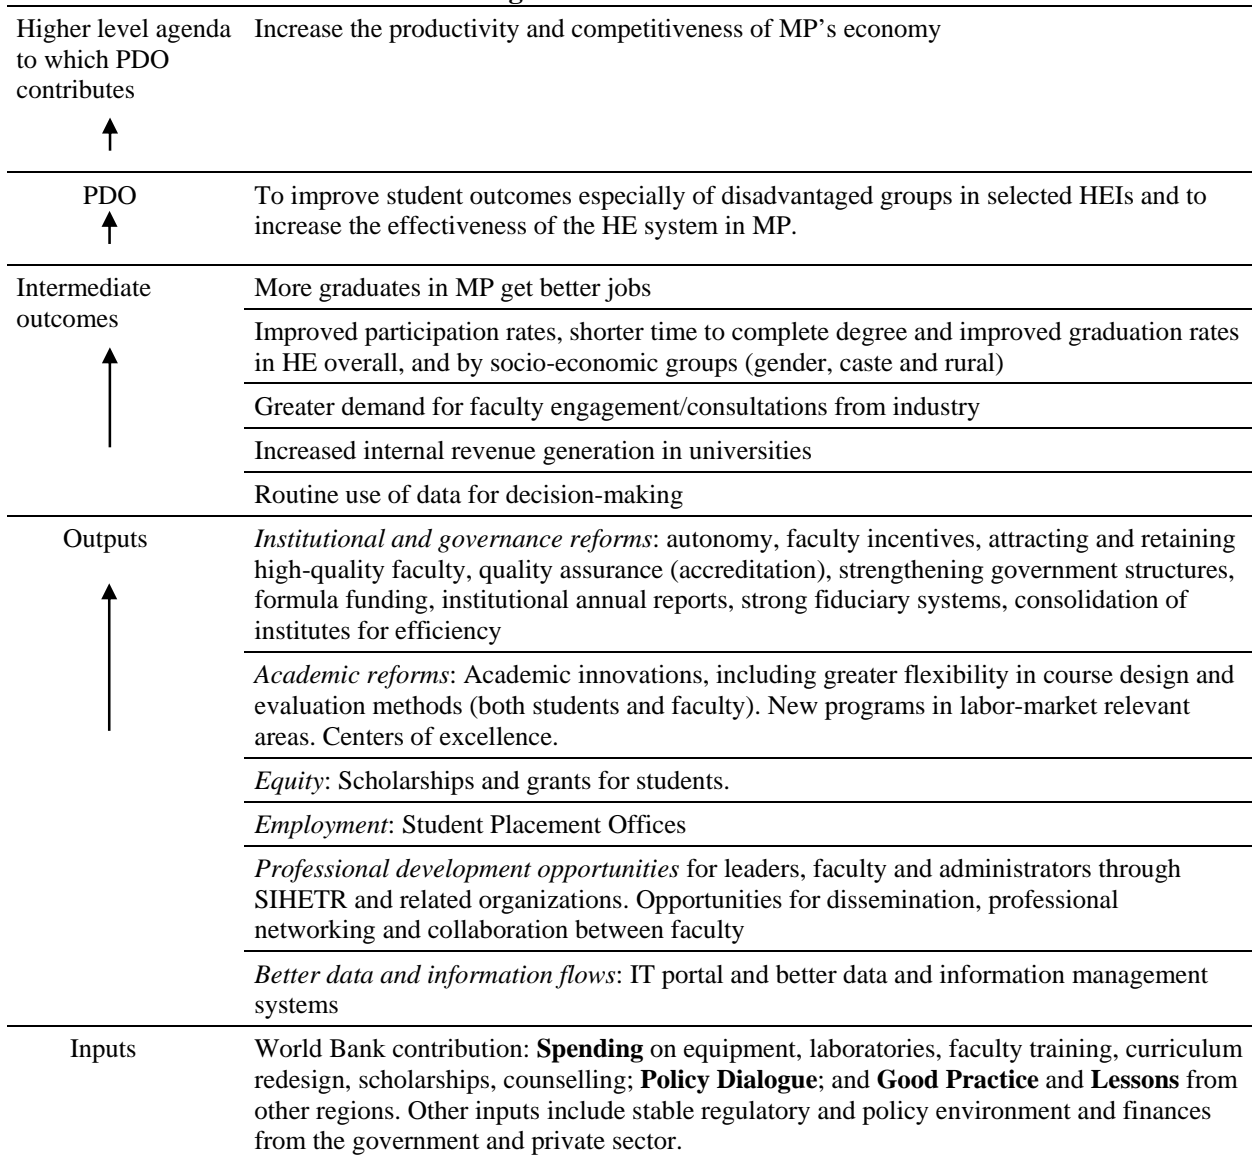 Higher level agenda
to which PDO
contributes
Increase the productivity and competitiveness of MP's economy
PDO
To improve student outcomes especially of disadvantaged groups in selected HEIs and to
increase the effectiveness of the HE system in MP.
Intermediate
outcomes
More graduates in MP get better jobs
Improved participation rates, shorter time to complete degree and improved graduation rates
in HE overall, and by socio-economic groups (gender, caste and rural)
Greater demand for faculty engagement/consultations from industry
Increased internal revenue generation in universities
Routine use of data for decision-making
Outputs
Institutional and governance reforms: autonomy, faculty incentives, attracting and retaining
high-quality faculty, quality assurance (accreditation), strengthening government structures,
formula funding, institutional annual reports, strong fiduciary systems, consolidation of
institutes for efficiency
Academic reforms: Academic innovations, including greater flexibility in course design and
evaluation methods (both students and faculty). New programs in labor-market relevant
areas. Centers of excellence.
Equity: Scholarships and grants for students.
Employment: Student Placement Offices
Professional development opportunities for leaders, faculty and administrators through
SIHETR and related organizations. Opportunities for dissemination, professional
networking and collaboration between faculty
Better data and information flows: IT portal and better data and information management
systems
Inputs
World Bank contribution: Spending on equipment, laboratories, faculty training, curriculum
redesign, scholarships, counselling; Policy Dialogue; and Good Practice and Lessons from
other regions. Other inputs include stable regulatory and policy environment and finances
from the government and private sector.